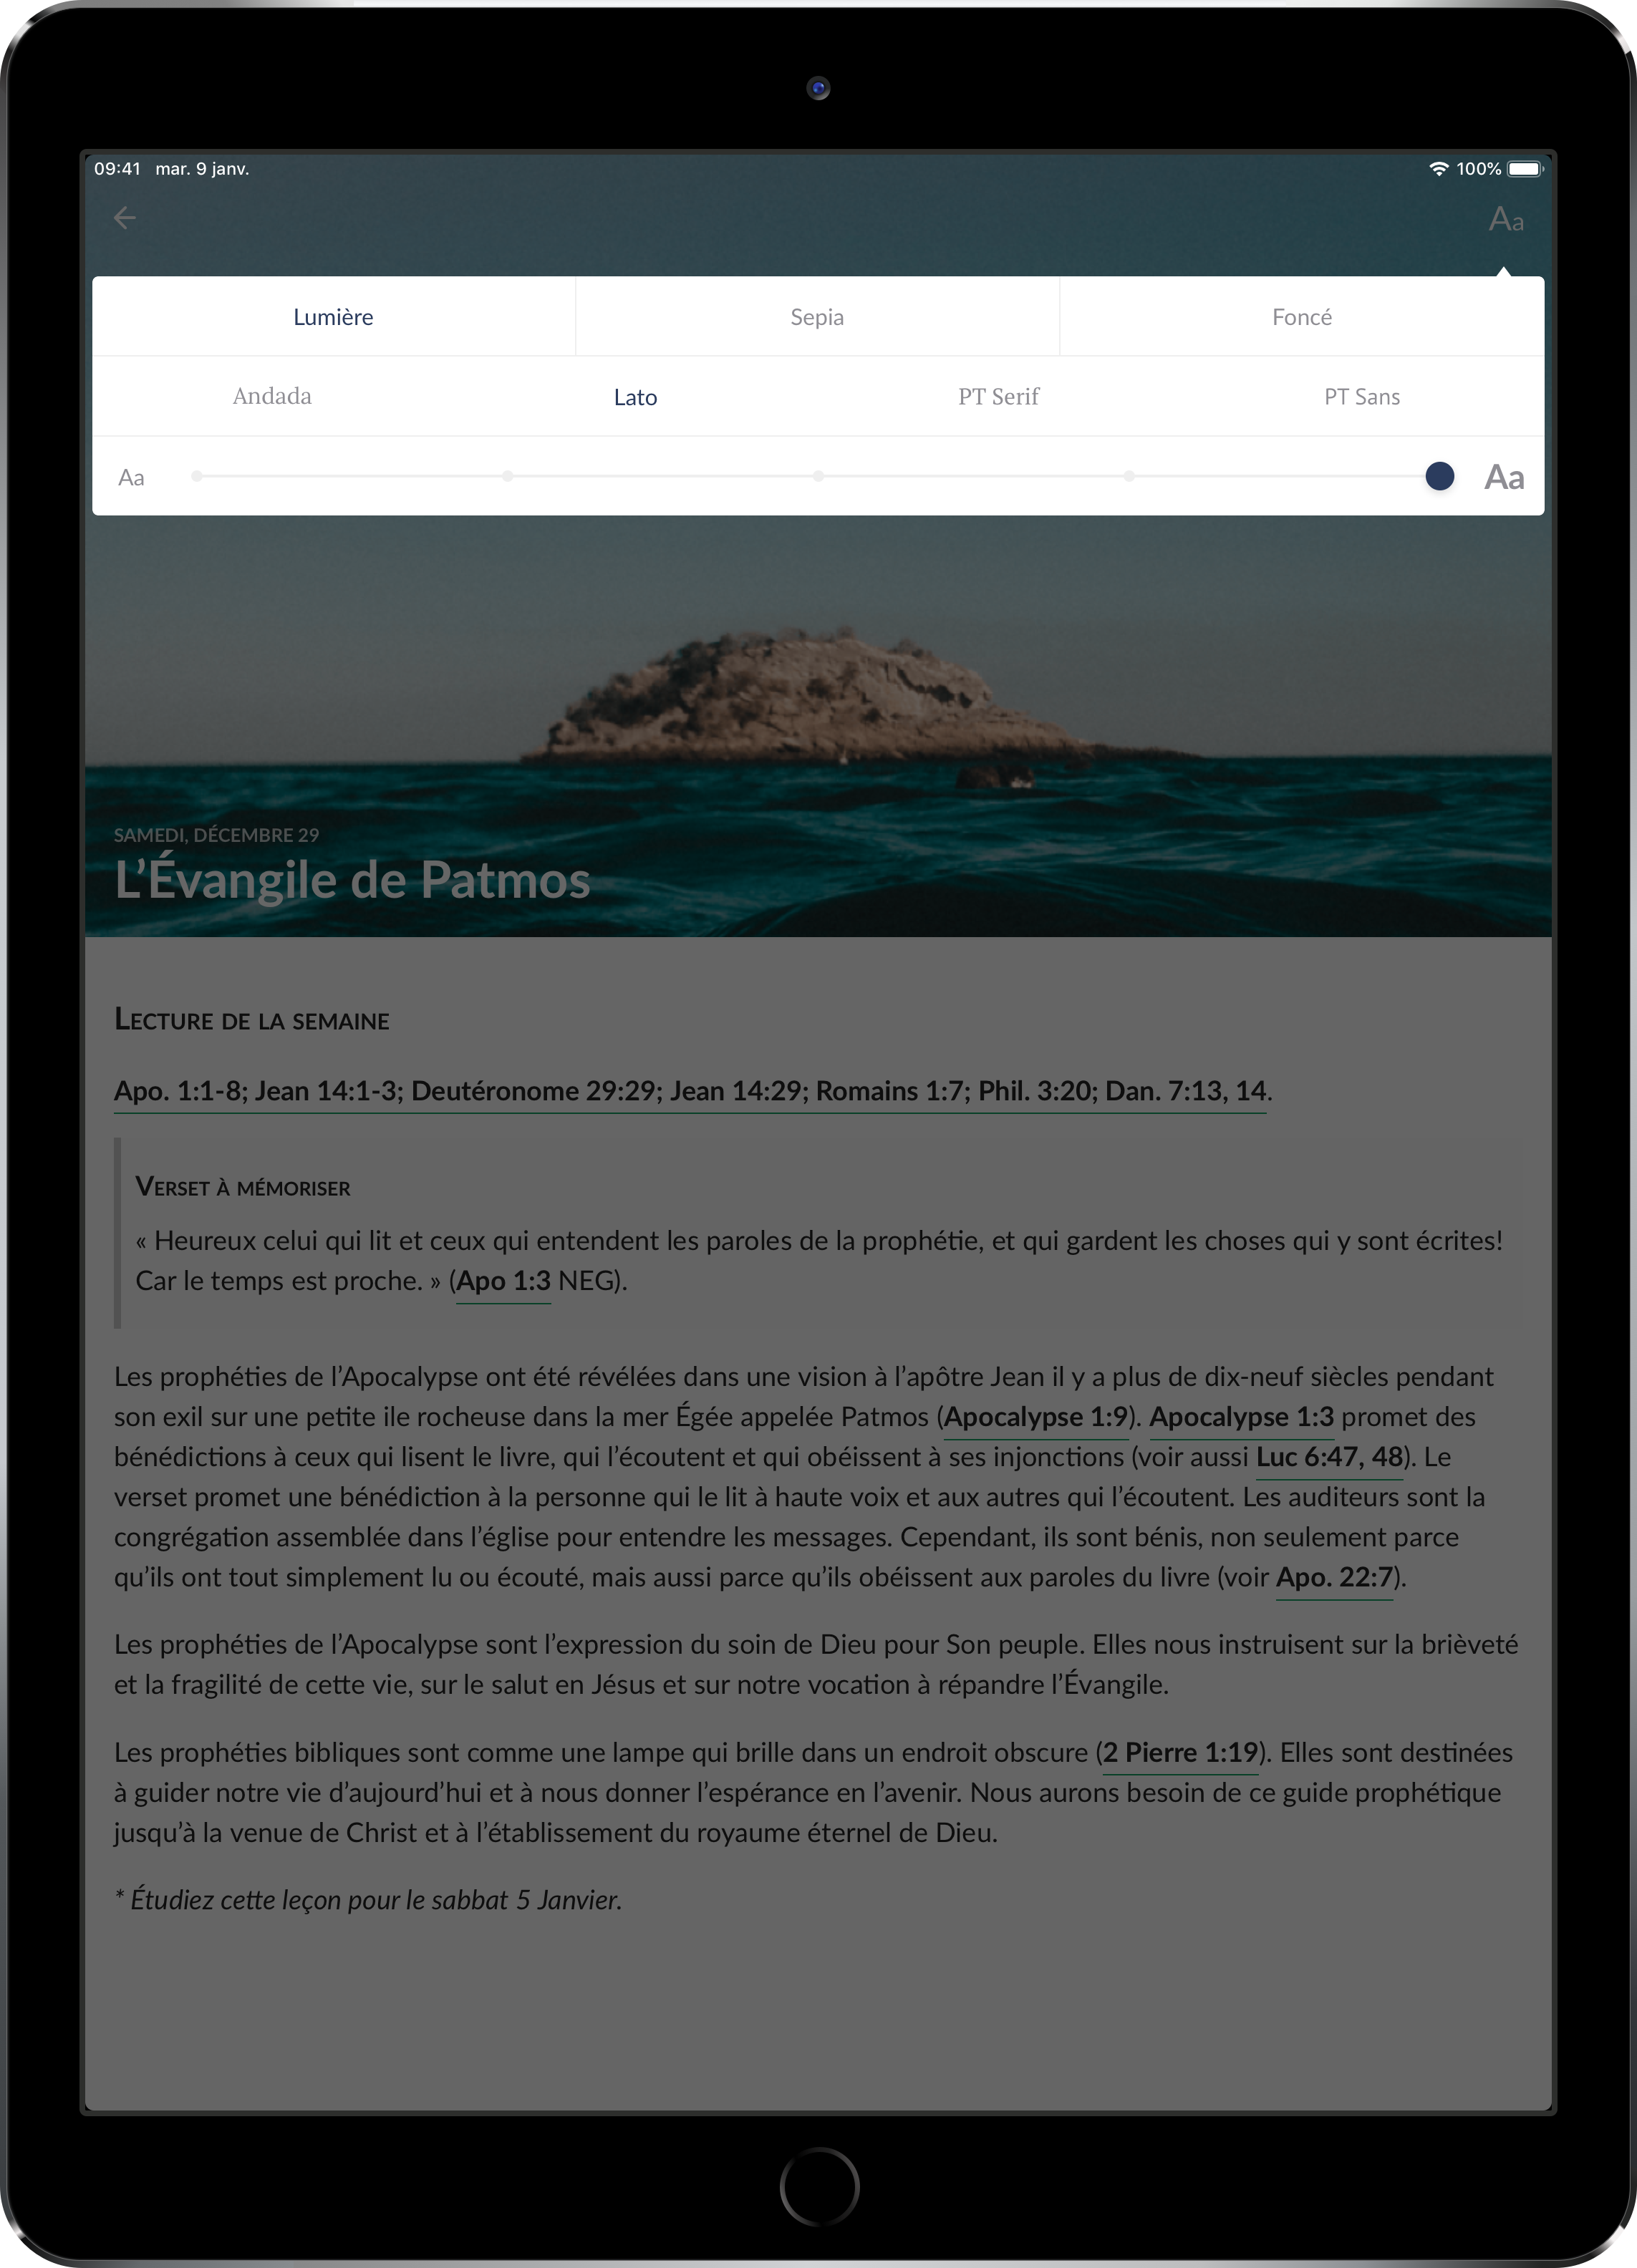 09:41 mar. 9 janv. 100%
Aa
Lumière Sepia Foncé
Andada Lato PT Serif PT Sans
Aa Aa
SAMEDI, DÉCEMBRE 29
L’Évangile de Patmos
Lecture de la semaine
Apo. 1:1-8; Jean 14:1-3; Deutéronome 29:29; Jean 14:29; Romains 1:7; Phil. 3:20; Dan. 7:13, 14.
Verset à mémoriser
« Heureux celui qui lit et ceux qui entendent les paroles de la prophétie, et qui gardent les choses qui y sont écrites!
Car le temps est proche. » (Apo 1:3 NEG).
Les prophéties de l’Apocalypse ont été révélées dans une vision à l’apôtre Jean il y a plus de dix-neuf siècles pendant
son exil sur une petite ile rocheuse dans la mer Égée appelée Patmos (Apocalypse 1:9). Apocalypse 1:3 promet des
bénédictions à ceux qui lisent le livre, qui l’écoutent et qui obéissent à ses injonctions (voir aussi Luc 6:47, 48). Le
verset promet une bénédiction à la personne qui le lit à haute voix et aux autres qui l’écoutent. Les auditeurs sont la
congrégation assemblée dans l’église pour entendre les messages. Cependant, ils sont bénis, non seulement parce
qu’ils ont tout simplement lu ou écouté, mais aussi parce qu’ils obéissent aux paroles du livre (voir Apo. 22:7).
Les prophéties de l’Apocalypse sont l’expression du soin de Dieu pour Son peuple. Elles nous instruisent sur la brièveté
et la fragilité de cette vie, sur le salut en Jésus et sur notre vocation à répandre l’Évangile.
Les prophéties bibliques sont comme une lampe qui brille dans un endroit obscure (2 Pierre 1:19). Elles sont destinées
à guider notre vie d’aujourd’hui et à nous donner l’espérance en l’avenir. Nous aurons besoin de ce guide prophétique
jusqu’à la venue de Christ et à l’établissement du royaume éternel de Dieu.
* Étudiez cette leçon pour le sabbat 5 Janvier.